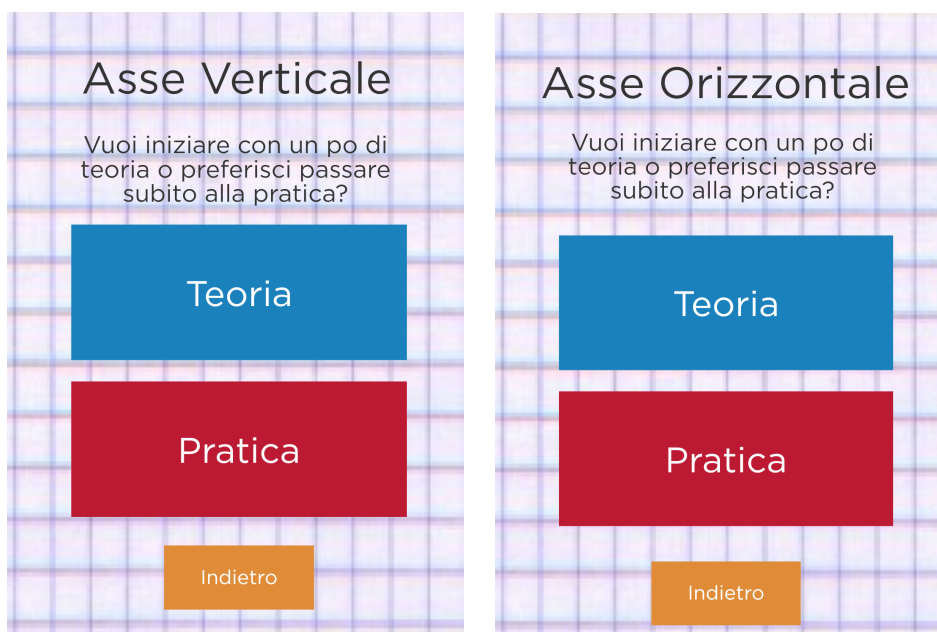 Asse Verticale
Vuoi iniziare con un po di
teoria o preferisci passare
subito alla pratica?
Teoria
Pratica
Indietro
Asse Orizzontale
Vuoi iniziare con un po di
teoria o preferisci passare
subito alla pratica?
Teoria
Pratica
Indietro